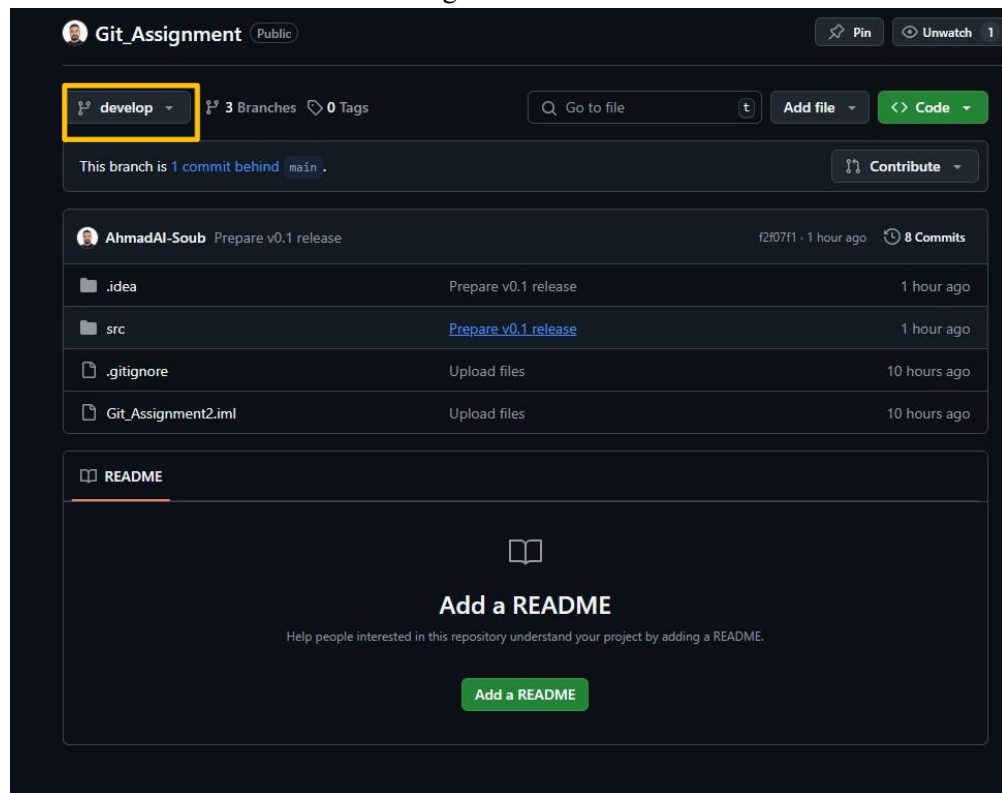 Git_Assignment Public Pin Unwatch 1
develop 3 Branches 0 Tags Go to file t Add file <> Code
This branch is 1 commit behind main . Contribute
AhmadAl-Soub Prepare v0.1 release f2f07f1 · 1 hour ago 8 Commits
.idea Prepare v0.1 release 1 hour ago
src Prepare v0.1 release 1 hour ago
.gitignore Upload files 10 hours ago
Git_Assignment2.iml Upload files 10 hours ago
README
Add a README
Help people interested in this repository understand your project by adding a README.
Add a README